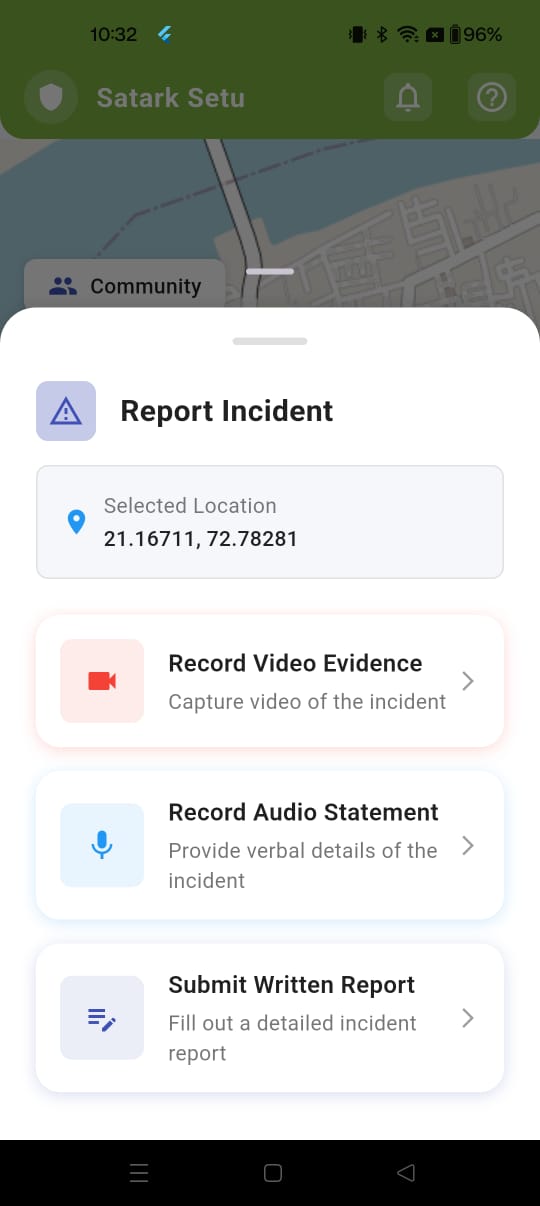 10:32
96%
Satark Setu
Community
Report Incident
Selected Location
21.16711, 72.78281
Record Video Evidence
Capture video of the incident
Record Audio Statement
Provide verbal details of the
incident
Submit Written Report
Fill out a detailed incident
report